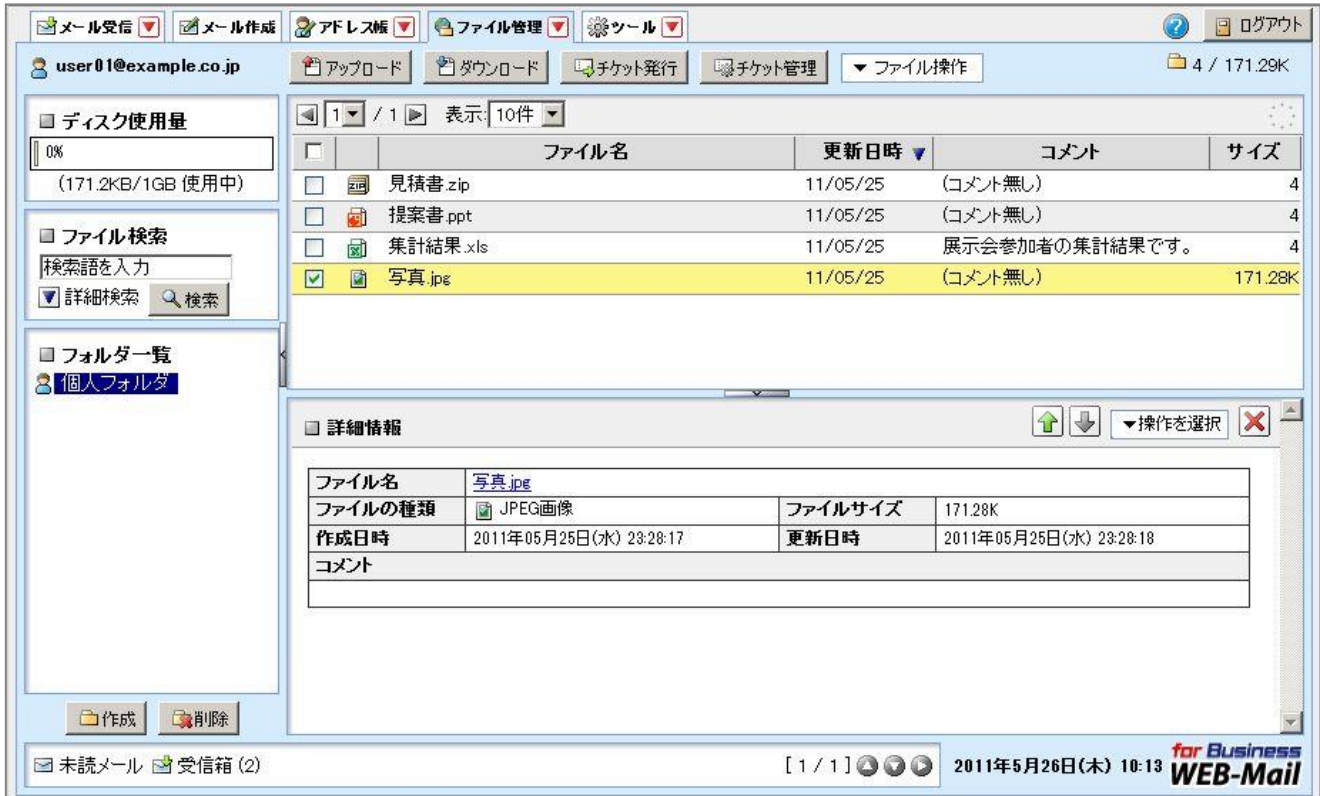 メール受信 メール作成 アドレス帳 ファイル管理 ツール ? ログアウト
user01@example.co.jp アップロード ダウンロード チケット発行 チケット管理 ▼ ファイル操作 4 / 171.29K
ディスク使用量
0%
(171.2KB/1GB 使用中)
ファイル検索
検索語を入力
詳細検索 検索
フォルダ一覧
個人フォルダ
作成 削除
1 / 1 表示: 10件
ファイル名 更新日時 ▼ コメント サイズ
ZIP 見積書.zip 11/05/25 (コメント無し) 4
提案書.ppt 11/05/25 (コメント無し) 4
集計結果.xls 11/05/25 展示会参加者の集計結果です。 4
写真.jpg 11/05/25 (コメント無し) 171.28K
詳細情報 ▼操作を選択
ファイル名 写真.jpg
ファイルの種類 JPEG画像 ファイルサイズ 171.28K
作成日時 2011年05月25日(水) 23:28:17 更新日時 2011年05月25日(水) 23:28:18
コメント
未読メール 受信箱 (2) [ 1 / 1 ] 2011年5月26日(木) 10:13
for Business
WEB-Mail